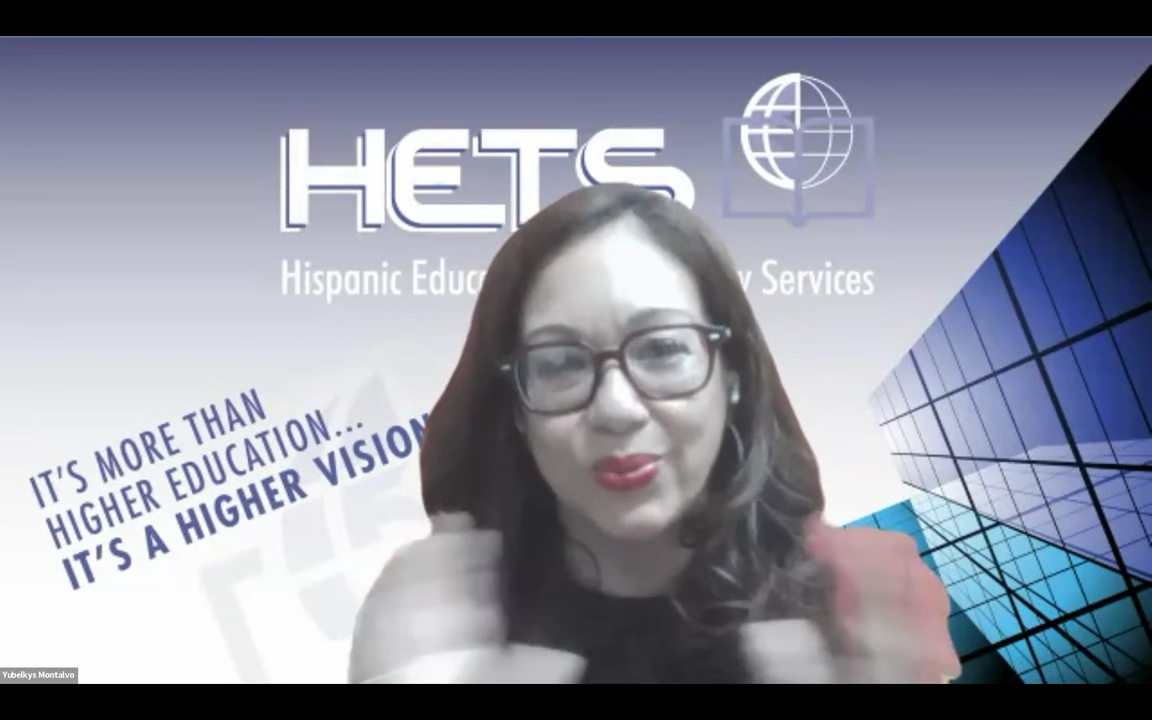 HETS
Hispanic Educ
y Services
IT'S MORE THAN
HIGHER EDUCATION...
IT'S A HIGHER VISION
Yubelkys Montalvo